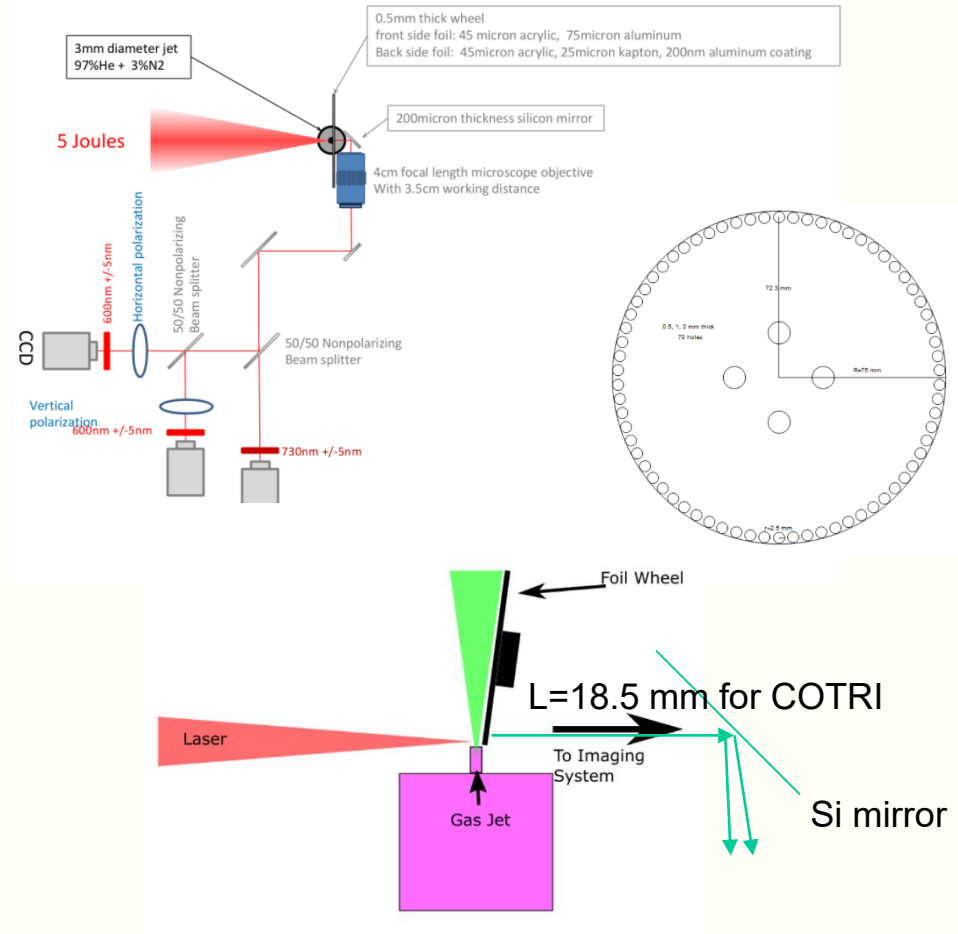 0.5mm thick wheel
front side foil: 45 micron acrylic, 75micron aluminum
Back side foil: 45micron acrylic, 25micron kapton, 200nm aluminum coating
3mm diameter jet
97%He + 3%N2
200micron thickness silicon mirror
5 Joules
4cm focal length microscope objective
With 3.5cm working distance
600nm +/-5nm
Horizontal polarization
50/50 Nonpolarizing
Beam splitter
CCD
50/50 Nonpolarizing
Beam splitter
Vertical
polarization
600nm +/-5nm
730nm +/-5nm
72.3 mm
0.5, 1, 2 mm thick
70 holes
R=75 mm
r=2.5 mm
Foil Wheel
L=18.5 mm for COTRI
Laser
To Imaging
System
Gas Jet
Si mirror